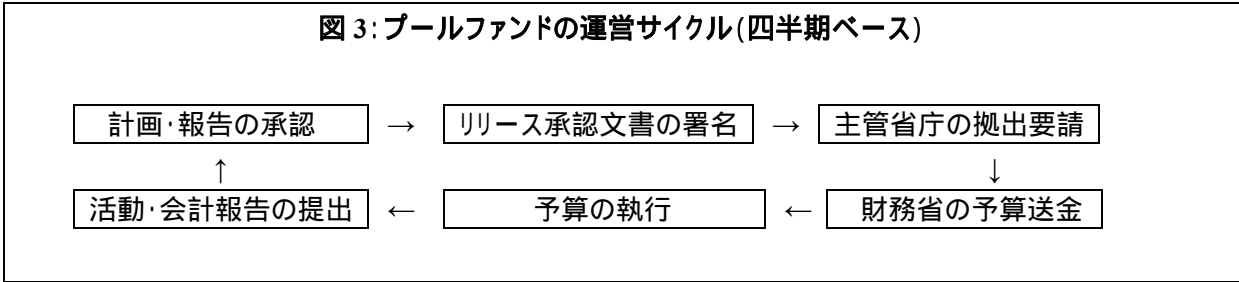 図 3:プールファンドの運営サイクル(四半期ベース)
計画·報告の承認 → リリース承認文書の署名 → 主管省庁の拠出要請
↑ ↓
活動·会計報告の提出 ← 予算の執行 ← 財務省の予算送金